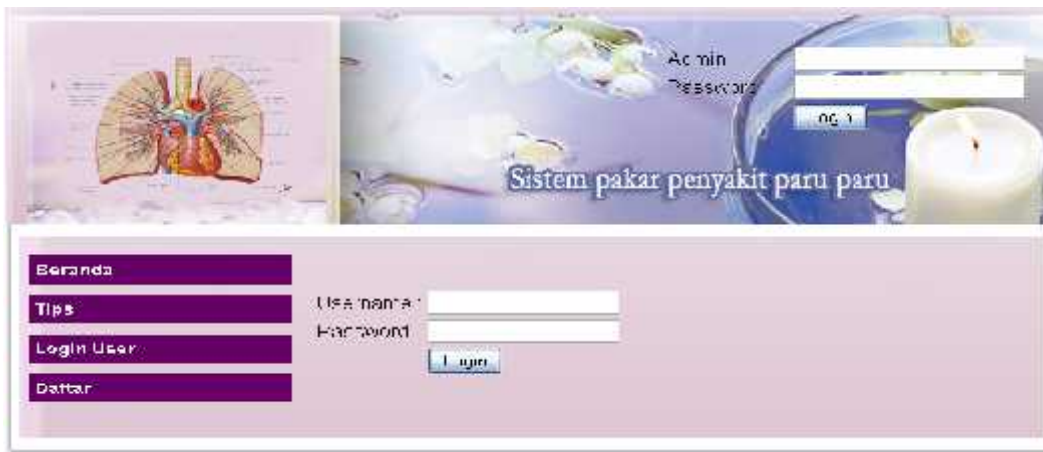 Admin
Password
Login
Sistem pakar penyakit paru paru
Beranda
Tips
Login User
Daftar
Username :
Password
Login